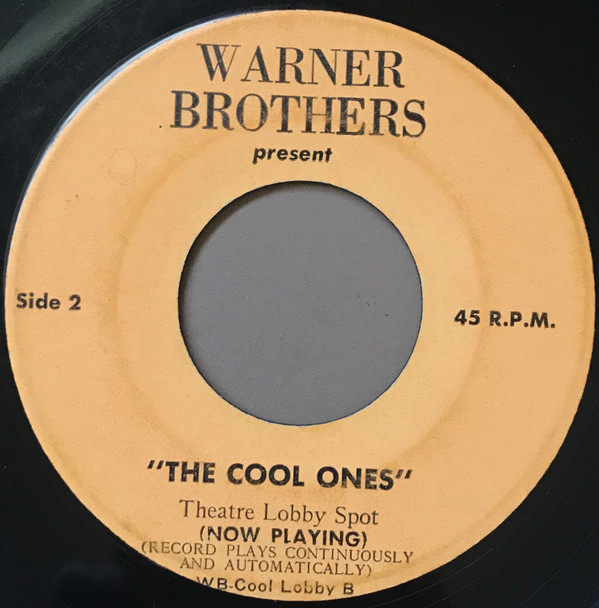 WARNER
BROTHERS
present
Side 2
45 R.P.M.
"THE COOL ONES"
Theatre Lobby Spot
(NOW PLAYING)
(RECORD PLAYS CONTINUOUSLY
AND AUTOMATICALLY)
WB-Cool Lobby B